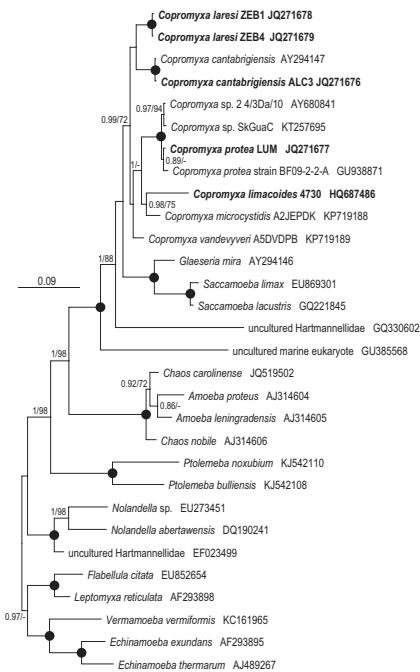 Copromyxa laresi ZEB1 JQ271678
Copromyxa laresi ZEB4 JQ271679
Copromyxa cantabrigiensis AY294147
Copromyxa cantabrigiensis ALC3 JQ271676
0.97/94
Copromyxa sp. 2 4/3Da/10 AY680841
0.99/72
Copromyxa sp. SkGuaC KT257695
Copromyxa protea LUM JQ271677
0.89/-
Copromyxa protea strain BF09-2-2-A GU938871
1/-
Copromyxa limacoides 4730 HQ687486
0.98/75
Copromyxa microcystidis A2JEPDK KP719188
Copromyxa vandevyveri A5DVDPB KP719189
1/88
Glaeseria mira AY294146
0.09
Saccamoeba limax EU869301
Saccamoeba lacustris GQ221845
uncultured Hartmannellidae GQ330602
uncultured marine eukaryote GU385568
1/98
Chaos carolinense JQ519502
0.92/72
Amoeba proteus AJ314604
0.86/-
Amoeba leningradensis AJ314605
1/98
Chaos nobile AJ314606
Ptolemeba noxubium KJ542110
Ptolemeba bulliensis KJ542108
1/98
Nolandella sp. EU273451
Nolandella abertawensis DQ190241
uncultured Hartmannellidae EF023499
Flabellula citata EU852654
Leptomyxa reticulata AF293898
0.97/-
Vermamoeba vermiformis KC161965
Echinamoeba exundans AF293895
Echinamoeba thermarum AJ489267